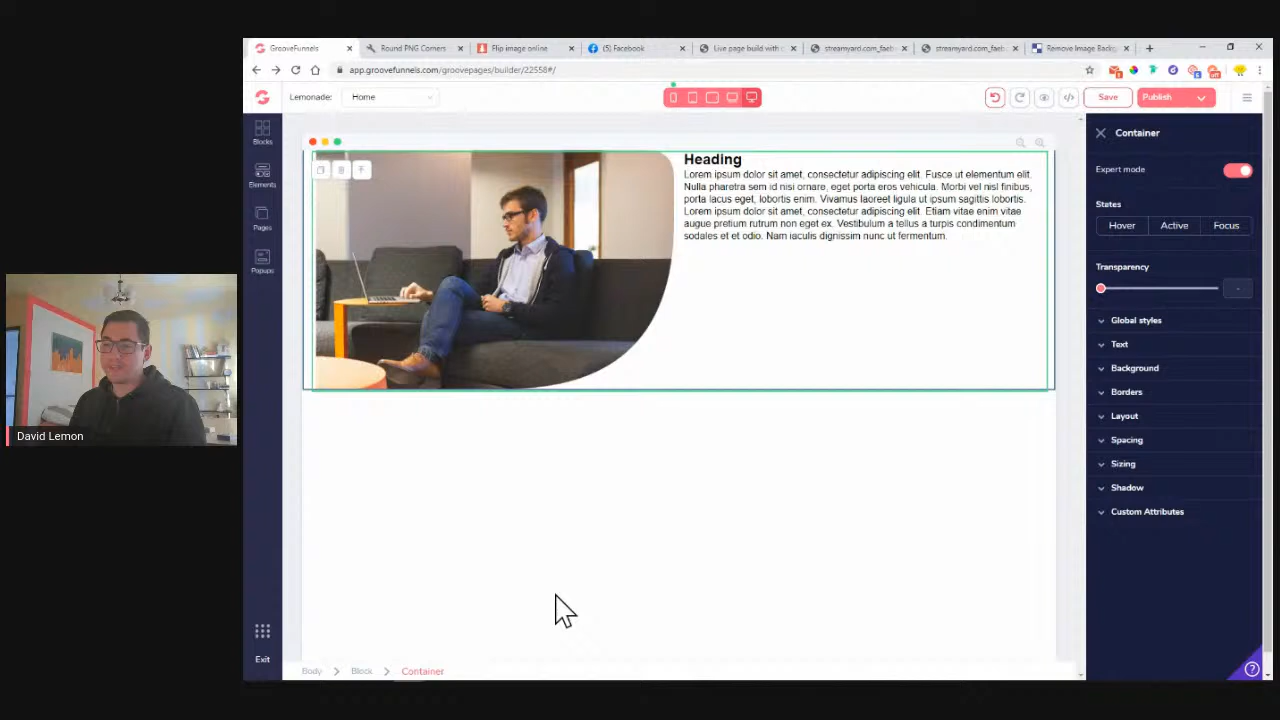 GrooveFunnels
Round PNG Corners
Flip image online
(5) Facebook
Live page build with
streamyard.com_faeb
streamyard.com_faeb
Remove Image Back
app.groovefunnels.com/groovepages/builder/22558#/
Lemonade:
Home
Save
Publish
Blocks
Elements
Pages
Popups
Exit
Heading
Lorem ipsum dolor sit amet, consectetur adipiscing elit. Fusce ut elementum elit.
Nulla pharetra sem id nisi ornare, eget porta eros vehicula. Morbi vel nisl finibus,
porta lacus eget, lobortis enim. Vivamus laoreet ligula ut ipsum sagittis lobortis.
Lorem ipsum dolor sit amet, consectetur adipiscing elit. Etiam vitae enim vitae
augue pretium rutrum non eget ex. Vestibulum a tellus a turpis condimentum
sodales et et odio. Nam iaculis dignissim nunc ut fermentum.
Container
Expert mode
States
Hover
Active
Focus
Transparency
-
Global styles
Text
Background
Borders
Layout
Spacing
Sizing
Shadow
Custom Attributes
David Lemon
Body
Block
Container